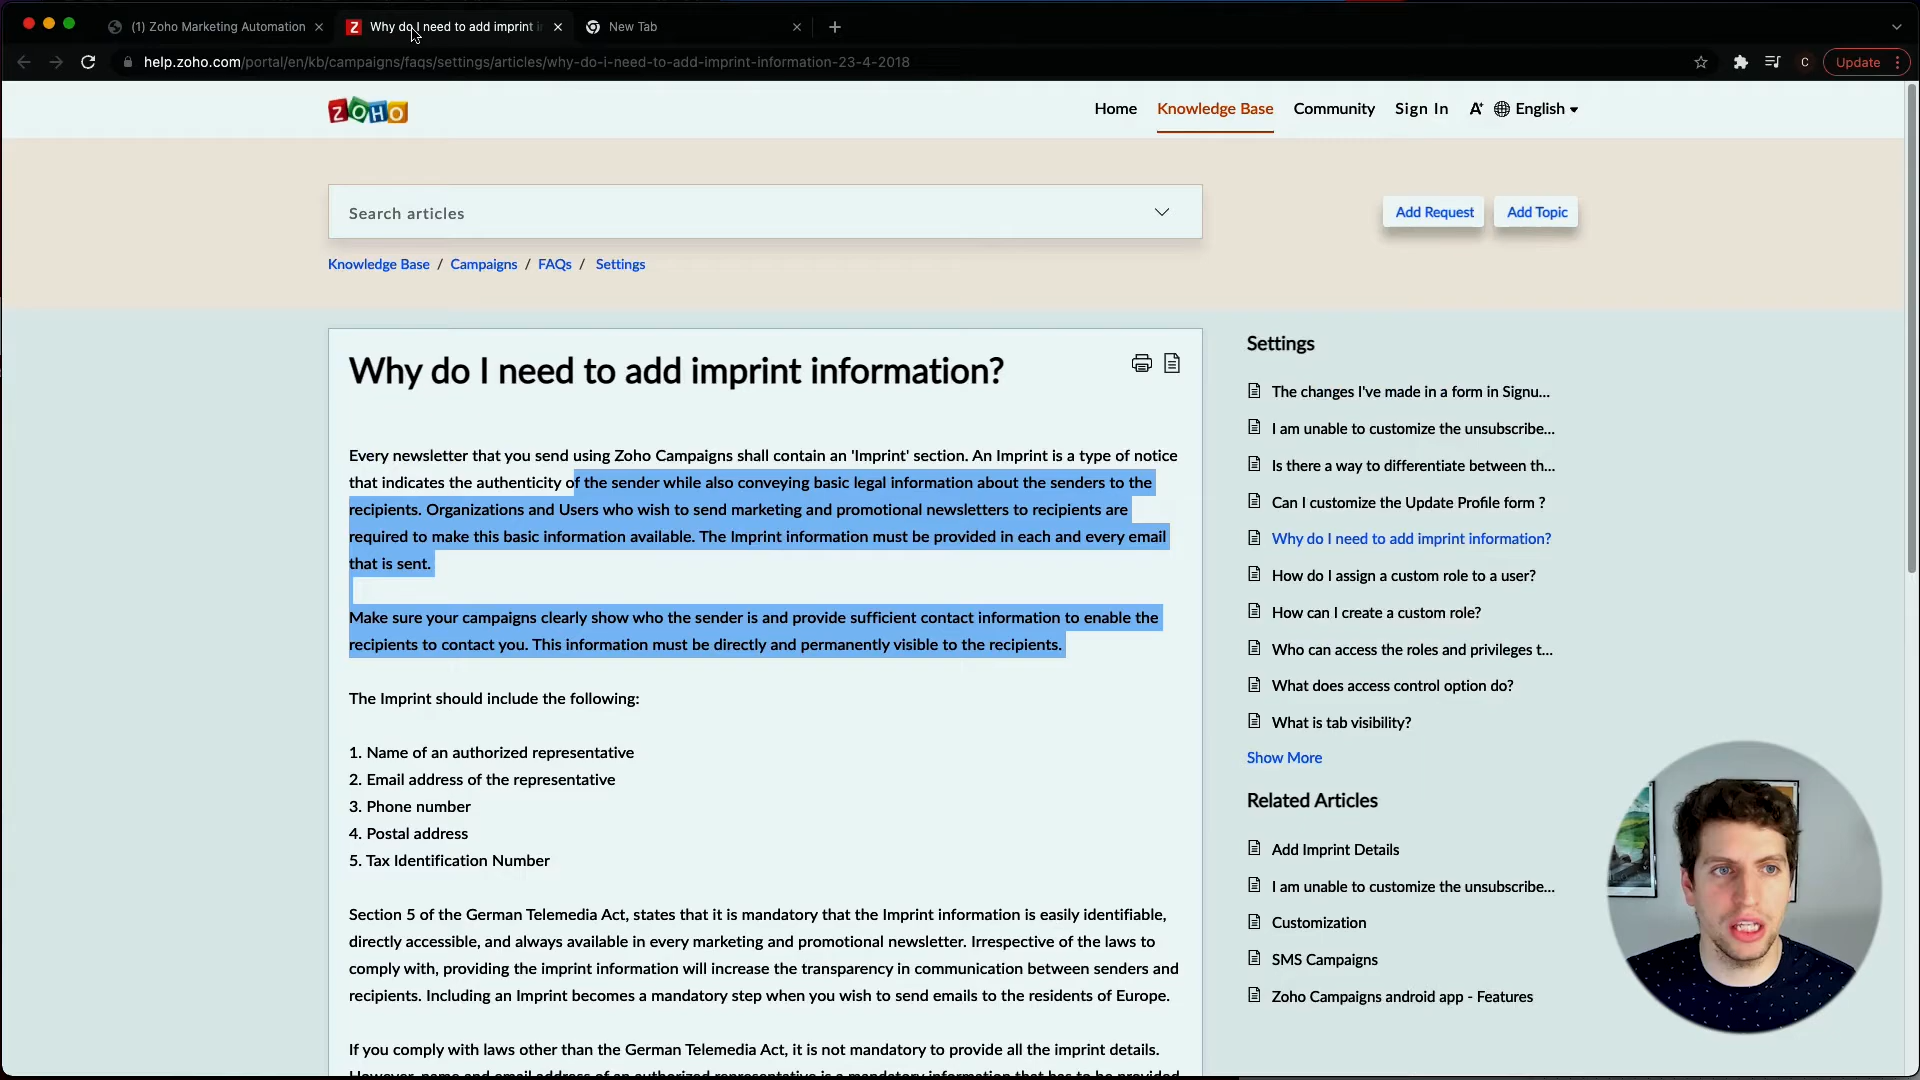 (1) Zoho Marketing Automation
Why do I need to add imprint i
New Tab
help.zoho.com/portal/en/kb/campaigns/faqs/settings/articles/why-do-i-need-to-add-imprint-information-23-4-2018
C
Update
ZOHO
Home
Knowledge Base
Community
Sign In
A
English
Search articles
Add Request
Add Topic
Knowledge Base / Campaigns / FAQs / Settings
Why do I need to add imprint information?
Every newsletter that you send using Zoho Campaigns shall contain an 'Imprint' section. An Imprint is a type of notice
that indicates the authenticity of the sender while also conveying basic legal information about the senders to the
recipients. Organizations and Users who wish to send marketing and promotional newsletters to recipients are
required to make this basic information available. The Imprint information must be provided in each and every email
that is sent.
Make sure your campaigns clearly show who the sender is and provide sufficient contact information to enable the
recipients to contact you. This information must be directly and permanently visible to the recipients.
The Imprint should include the following:
1. Name of an authorized representative
2. Email address of the representative
3. Phone number
4. Postal address
5. Tax Identification Number
Section 5 of the German Telemedia Act, states that it is mandatory that the Imprint information is easily identifiable,
directly accessible, and always available in every marketing and promotional newsletter. Irrespective of the laws to
comply with, providing the imprint information will increase the transparency in communication between senders and
recipients. Including an Imprint becomes a mandatory step when you wish to send emails to the residents of Europe.
If you comply with laws other than the German Telemedia Act, it is not mandatory to provide all the imprint details.
However, name and email address of an authorized representative is a mandatory information that has to be provided
Settings
The changes I've made in a form in Signu...
I am unable to customize the unsubscribe...
Is there a way to differentiate between th...
Can I customize the Update Profile form ?
Why do I need to add imprint information?
How do I assign a custom role to a user?
How can I create a custom role?
Who can access the roles and privileges t...
What does access control option do?
What is tab visibility?
Show More
Related Articles
Add Imprint Details
I am unable to customize the unsubscribe...
Customization
SMS Campaigns
Zoho Campaigns android app - Features